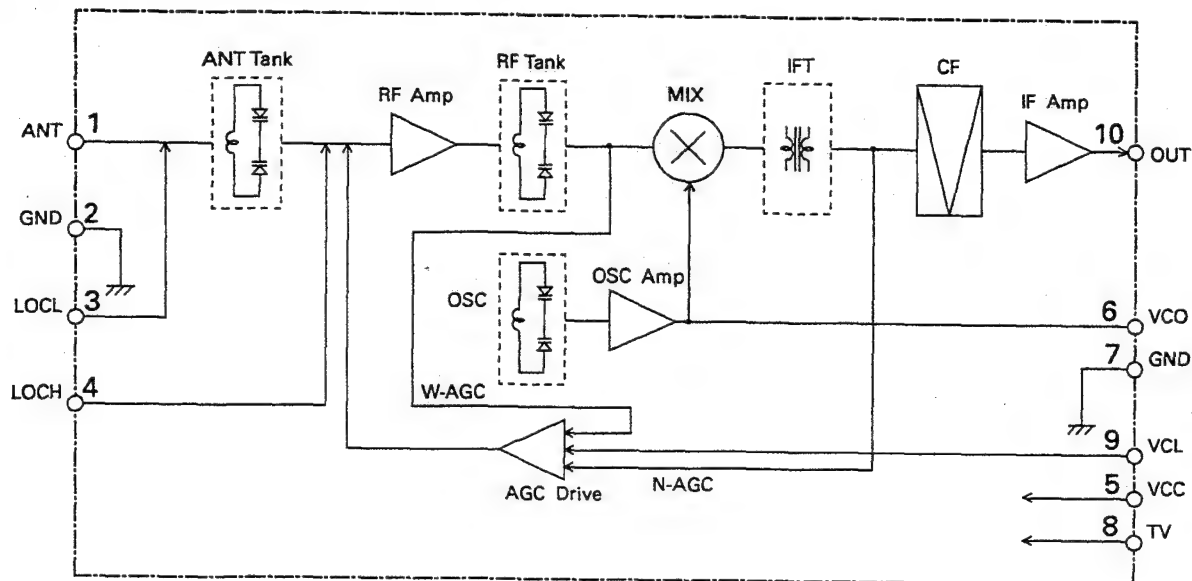 ANT Tank
RF Tank
RF Amp
MIX
IFT
CF
IF Amp
ANT 1
10 OUT
GND 2
OSC
OSC Amp
LOCL 3
6 VCO
7 GND
LOCH 4
W-AGC
9 VCL
N-AGC
AGC Drive
5 VCC
8 TV